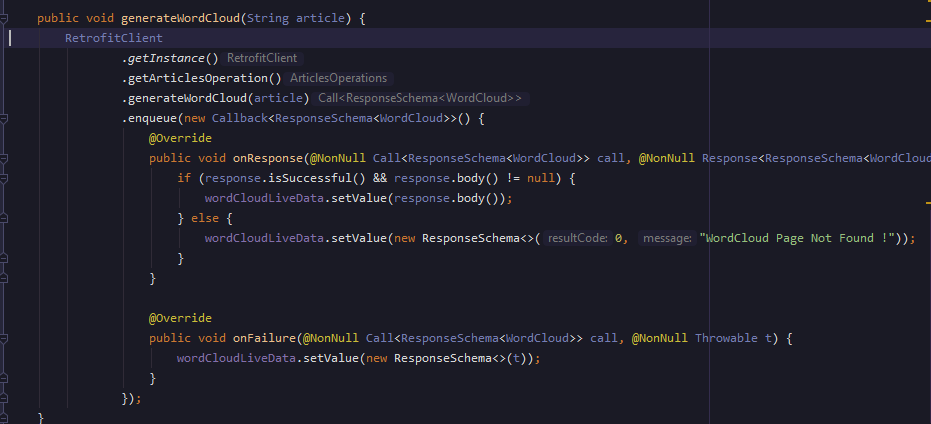 public void generateWordCloud(String article) {
RetrofitClient
.getInstance() RetrofitClient
.getArticlesOperation() ArticlesOperations
.generateWordCloud(article) Call<ResponseSchema<WordCloud>>
.enqueue(new Callback<ResponseSchema<WordCloud>>() {
@Override
public void onResponse(@NonNull Call<ResponseSchema<WordCloud>> call, @NonNull Response<ResponseSchema<WordCloud
if (response.isSuccessful() && response.body() != null) {
wordCloudLiveData.setValue(response.body());
} else {
wordCloudLiveData.setValue(new ResponseSchema<>( resultCode: 0, message: "WordCloud Page Not Found !"));
}
}
@Override
public void onFailure(@NonNull Call<ResponseSchema<WordCloud>> call, @NonNull Throwable t) {
wordCloudLiveData.setValue(new ResponseSchema<>(t));
}
});
}